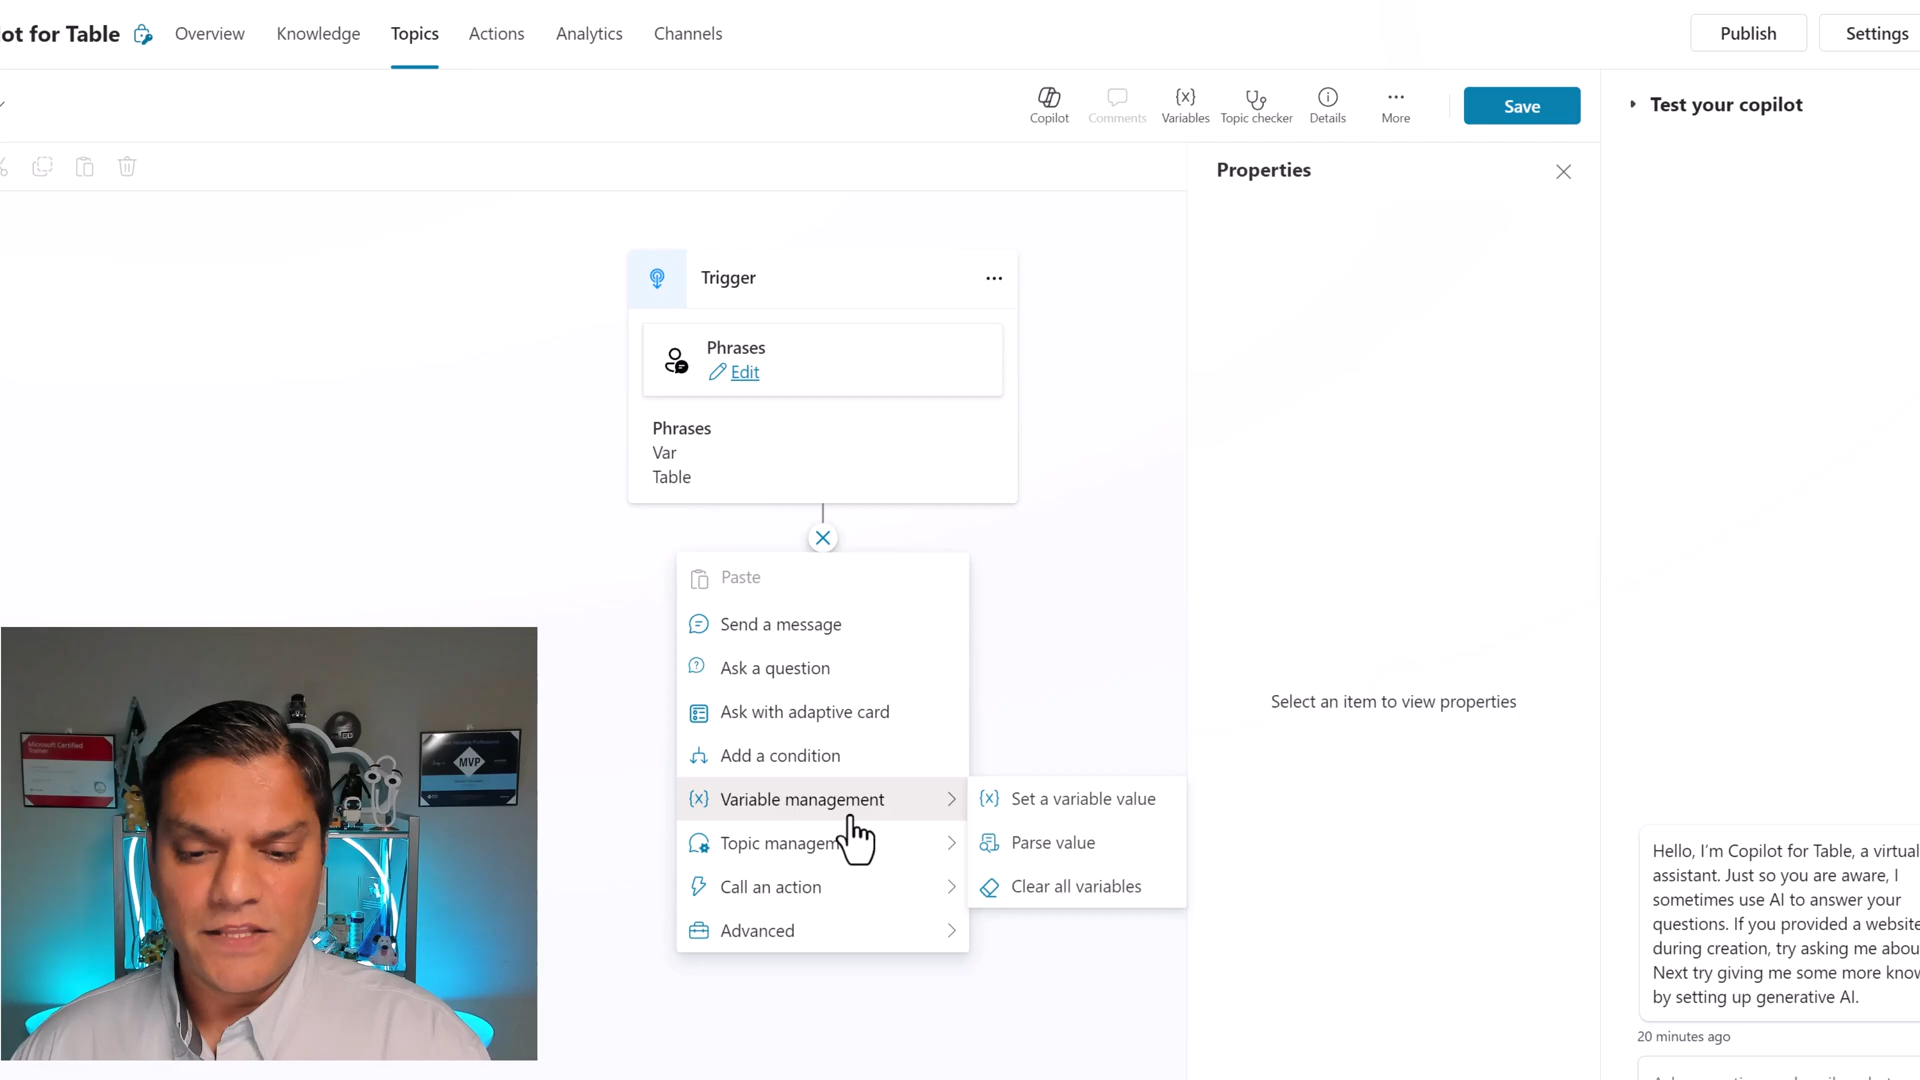 ot for Table
Overview
Knowledge
Topics
Actions
Analytics
Channels
Publish
Settings
Copilot
Comments
Variables
Topic checker
Details
More
Save
Test your copilot
Properties
Trigger
Phrases
Edit
Phrases
Var
Table
Paste
Send a message
Ask a question
Ask with adaptive card
Add a condition
Variable management
Topic managem
Call an action
Advanced
Set a variable value
Parse value
Clear all variables
Select an item to view properties
Microsoft Certified
Trainer
MVP
Hello, I'm Copilot for Table, a virtual
assistant. Just so you are aware, I
sometimes use AI to answer your
questions. If you provided a website
during creation, try asking me abou
Next try giving me some more know
by setting up generative AI.
20 minutes ago